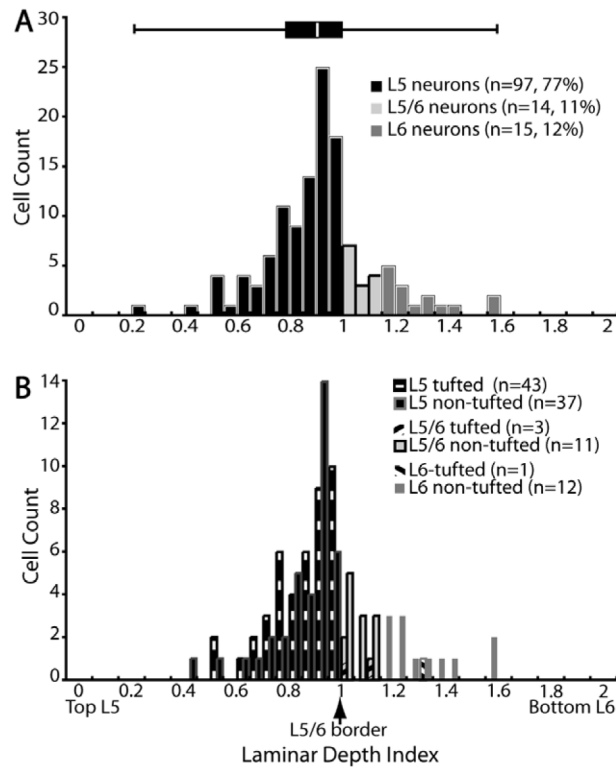 A
30
25
20
15
10
5
0
Cell Count
L5 neurons (n=97, 77%)
L5/6 neurons (n=14, 11%)
L6 neurons (n=15, 12%)
0 0.2 0.4 0.6 0.8 1 1.2 1.4 1.6 1.6 2
B
14
12
10
8
6
4
2
0
Cell Count
L5 tufted (n=43)
L5 non-tufted (n=37)
L5/6 tufted (n=3)
L5/6 non-tufted (n=11)
L6-tufted (n=1)
L6 non-tufted (n=12)
0 0.2 0.4 0.6 0.8 1 1.2 1.4 1.6 1.8 2
Top L5
Bottom L6
L5/6 border
Laminar Depth Index